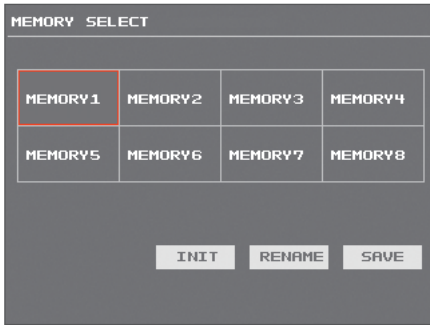 MEMORY SELECT
MEMORY1 MEMORY2 MEMORY3 MEMORY4
MEMORY5 MEMORY6 MEMORY7 MEMORY8
INIT RENAME SAVE